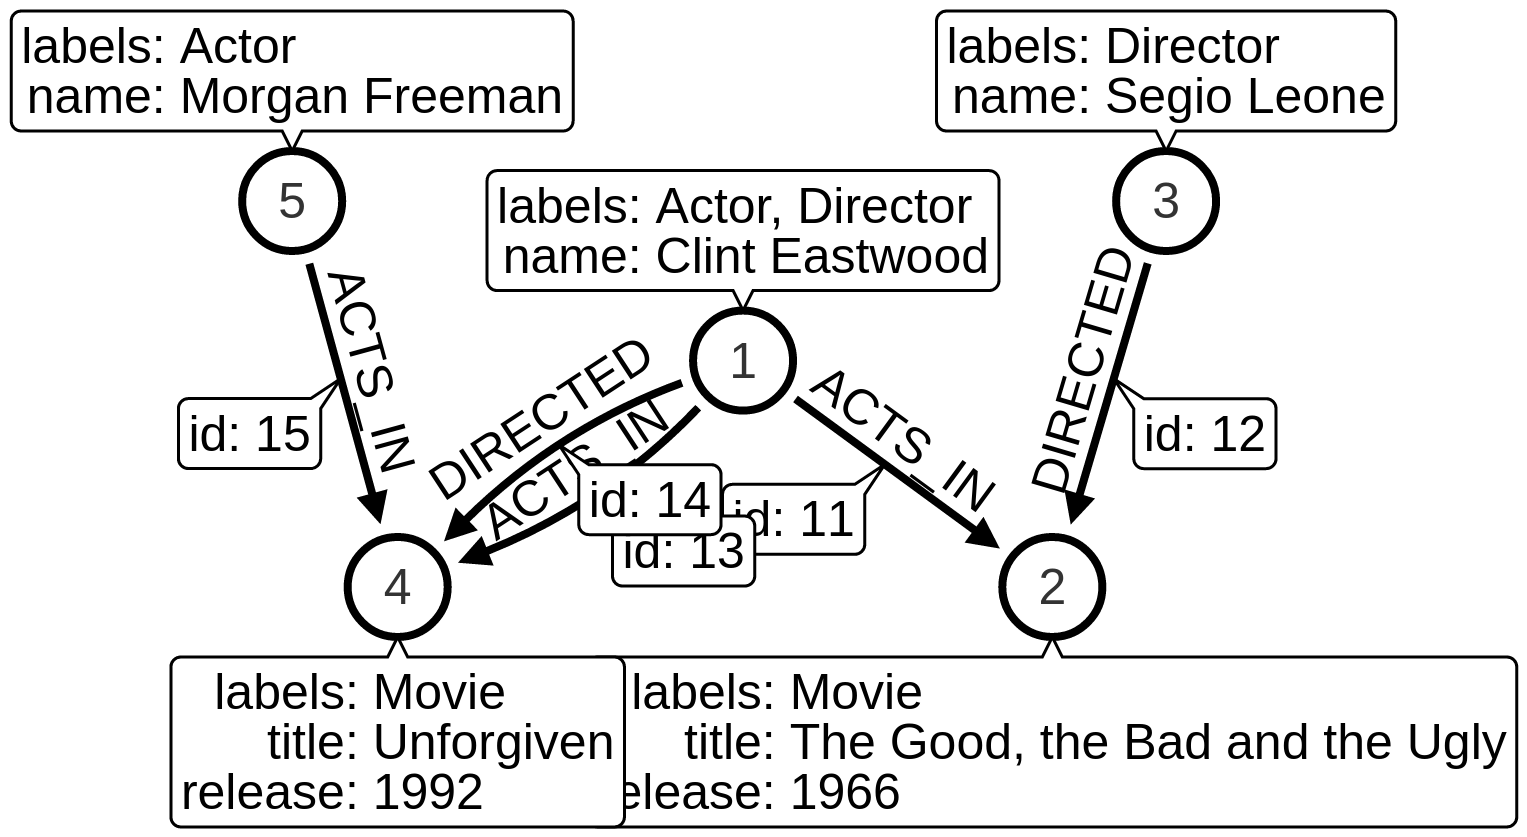 labels: Actor
name: Morgan Freeman
labels: Director
name: Segio Leone
5
3
labels: Actor, Director
name: Clint Eastwood
1
ACTS_IN
DIRECTED
DIRECTED
ACTS_IN
ACTS_IN
id: 15
id: 12
id: 14
id: 11
id: 13
4
2
labels: Movie
title: Unforgiven
release: 1992
labels: Movie
title: The Good, the Bad and the Ugly
elease: 1966